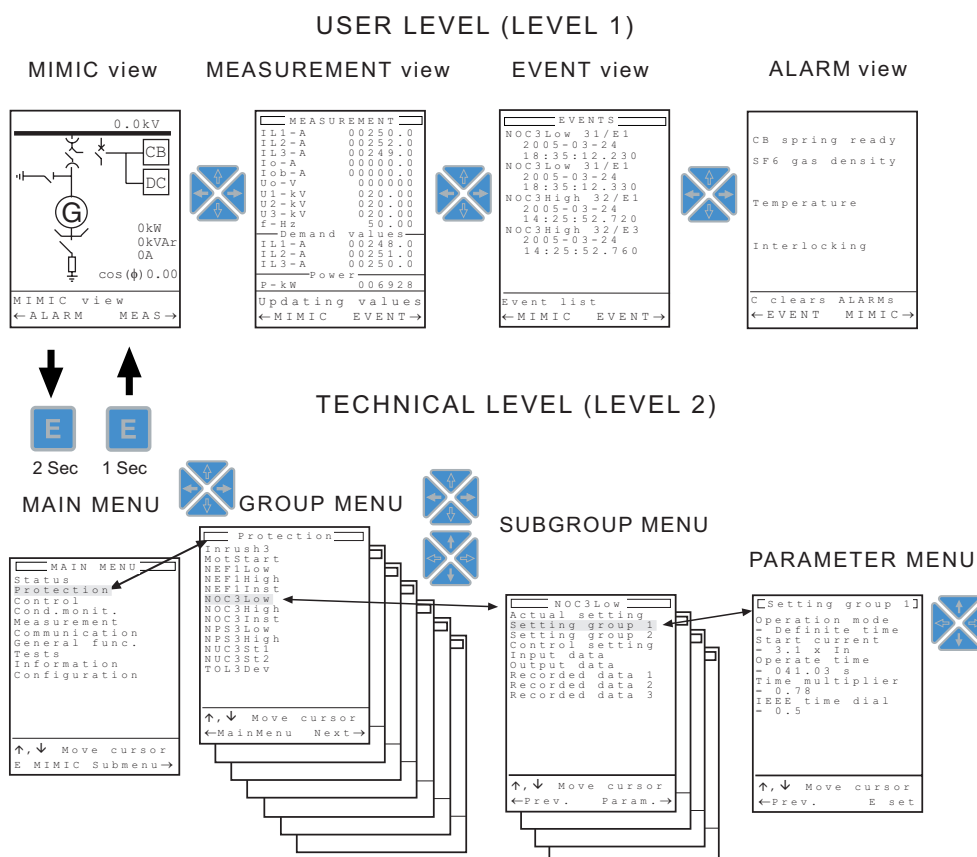 USER LEVEL (LEVEL 1)
MIMIC view
MEASUREMENT view
EVENT view
ALARM view
0.0kV
CB
DC
G
0kW
0kVAr
0A
cos(ϕ)0.00
MIMIC view
←ALARM MEAS→
MEASUREMENT
IL1-A 00250.0
IL2-A 00252.0
IL3-A 00249.0
Io-A 00000.0
Iob-A 00000.0
Uo-V 000000
U1-kV 020.00
U2-kV 020.00
U3-kV 020.00
f-Hz 50.00
Demand values
IL1-A 00248.0
IL2-A 00251.0
IL3-A 00250.0
Power
P-kW 006928
Updating values
←MIMIC EVENT→
EVENTS
NOC3Low 31/E1
2005-03-24
18:35:12.230
NOC3Low 31/E1
2005-03-24
18:35:12.330
NOC3High 32/E1
2005-03-24
14:25:52.720
NOC3High 32/E3
2005-03-24
14:25:52.760
Event list
←MIMIC EVENT→
CB spring ready
SF6 gas density
Temperature
Interlocking
C clears ALARMs
←EVENT MIMIC→
E
2 Sec
E
1 Sec
TECHNICAL LEVEL (LEVEL 2)
MAIN MENU
GROUP MENU
SUBGROUP MENU
PARAMETER MENU
MAIN MENU
Status
Protection
Control
Cond.monit.
Measurement
Communication
General func.
Tests
Information
Configuration
↑,↓ Move cursor
E MIMIC Submenu→
Protection
Inrush3
MotStart
NEF1Low
NEF1High
NEF1Inst
NOC3Low
NOC3High
NOC3Inst
NPS3Low
NPS3High
NUC3St1
NUC3St2
TOL3Dev
↑,↓ Move cursor
←MainMenu Next→
NOC3Low
Actual setting
Setting group 1
Setting group 2
Control setting
Input data
Output data
Recorded data 1
Recorded data 2
Recorded data 3
↑,↓ Move cursor
←Prev. Param.→
Setting group 1
Operation mode
= Definite time
Start current
= 3.1 x In
Operate time
= 041.03 s
Time multiplier
= 0.78
IEEE time dial
= 0.5
↑,↓ Move cursor
←Prev. E set